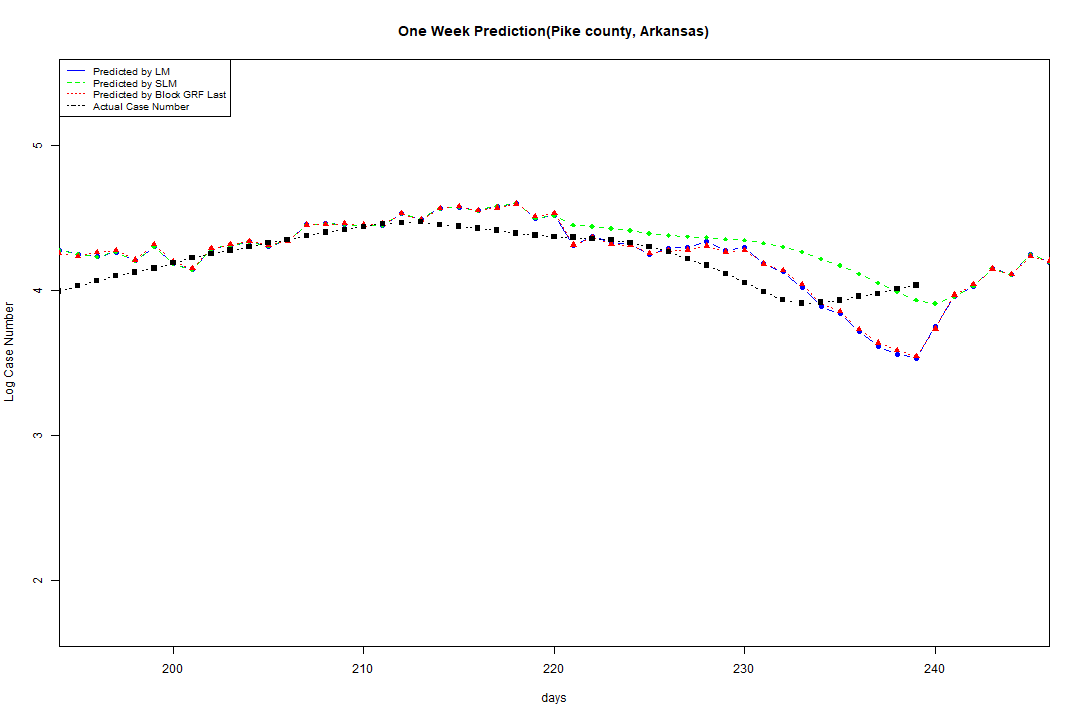 One Week Prediction(Pike county, Arkansas)
Predicted by LM
Predicted by SLM
Predicted by Block GRF Last
Actual Case Number
5
4
3
2
Log Case Number
200 210 220 230 240
days